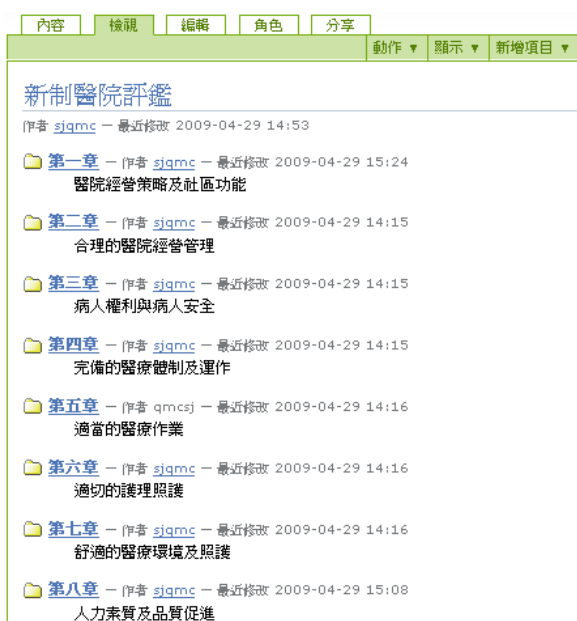 內容 檢視 編輯 角色 分享
動作 ▼ 顯示 ▼ 新增項目 ▼
新制醫院評鑑
作者 sjqmc — 最近修改 2009-04-29 14:53
第一章 — 作者 sjqmc — 最近修改 2009-04-29 15:24
醫院經營策略及社區功能
第二章 — 作者 sjqmc — 最近修改 2009-04-29 14:15
合理的醫院經營管理
第三章 — 作者 sjqmc — 最近修改 2009-04-29 14:15
病人權利與病人安全
第四章 — 作者 sjqmc — 最近修改 2009-04-29 14:15
完備的醫療體制及運作
第五章 — 作者 qmcsj — 最近修改 2009-04-29 14:16
適當的醫療作業
第六章 — 作者 sjqmc — 最近修改 2009-04-29 14:16
適切的護理照護
第七章 — 作者 sjqmc — 最近修改 2009-04-29 14:16
舒適的醫療環境及照護
第八章 — 作者 sjqmc — 最近修改 2009-04-29 15:08
人力素質及品質促進